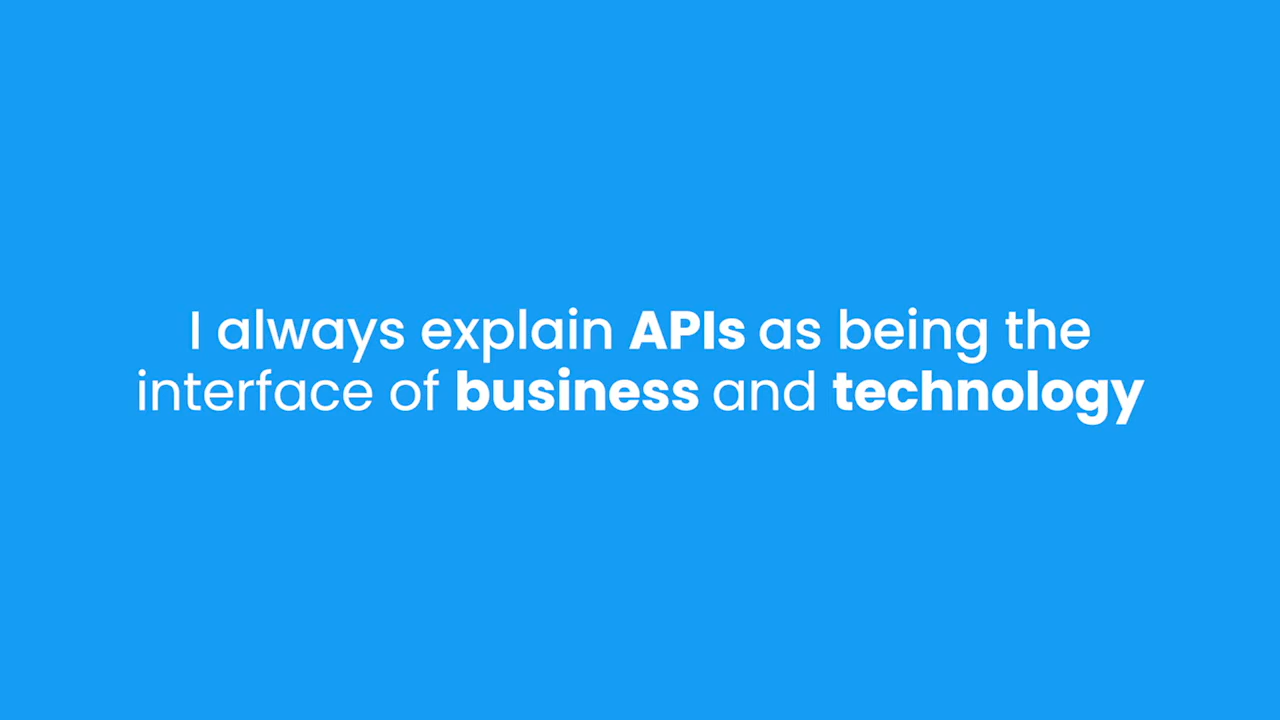 I always explain APIs as being the
interface of business and technology